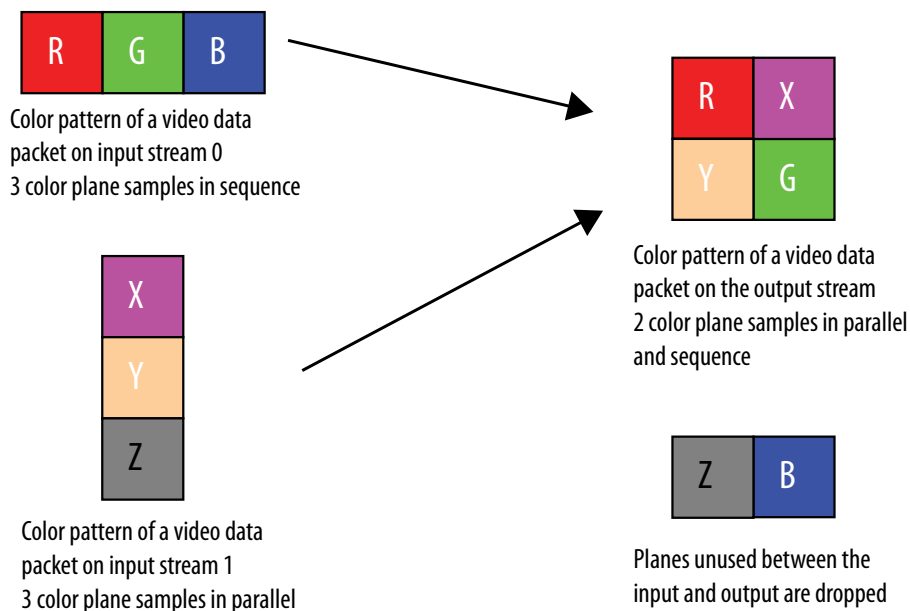 R G B
Color pattern of a video data
packet on input stream 0
3 color plane samples in sequence
X
Y
Z
Color pattern of a video data
packet on input stream 1
3 color plane samples in parallel
R X
Y G
Color pattern of a video data
packet on the output stream
2 color plane samples in parallel
and sequence
Z B
Planes unused between the
input and output are dropped